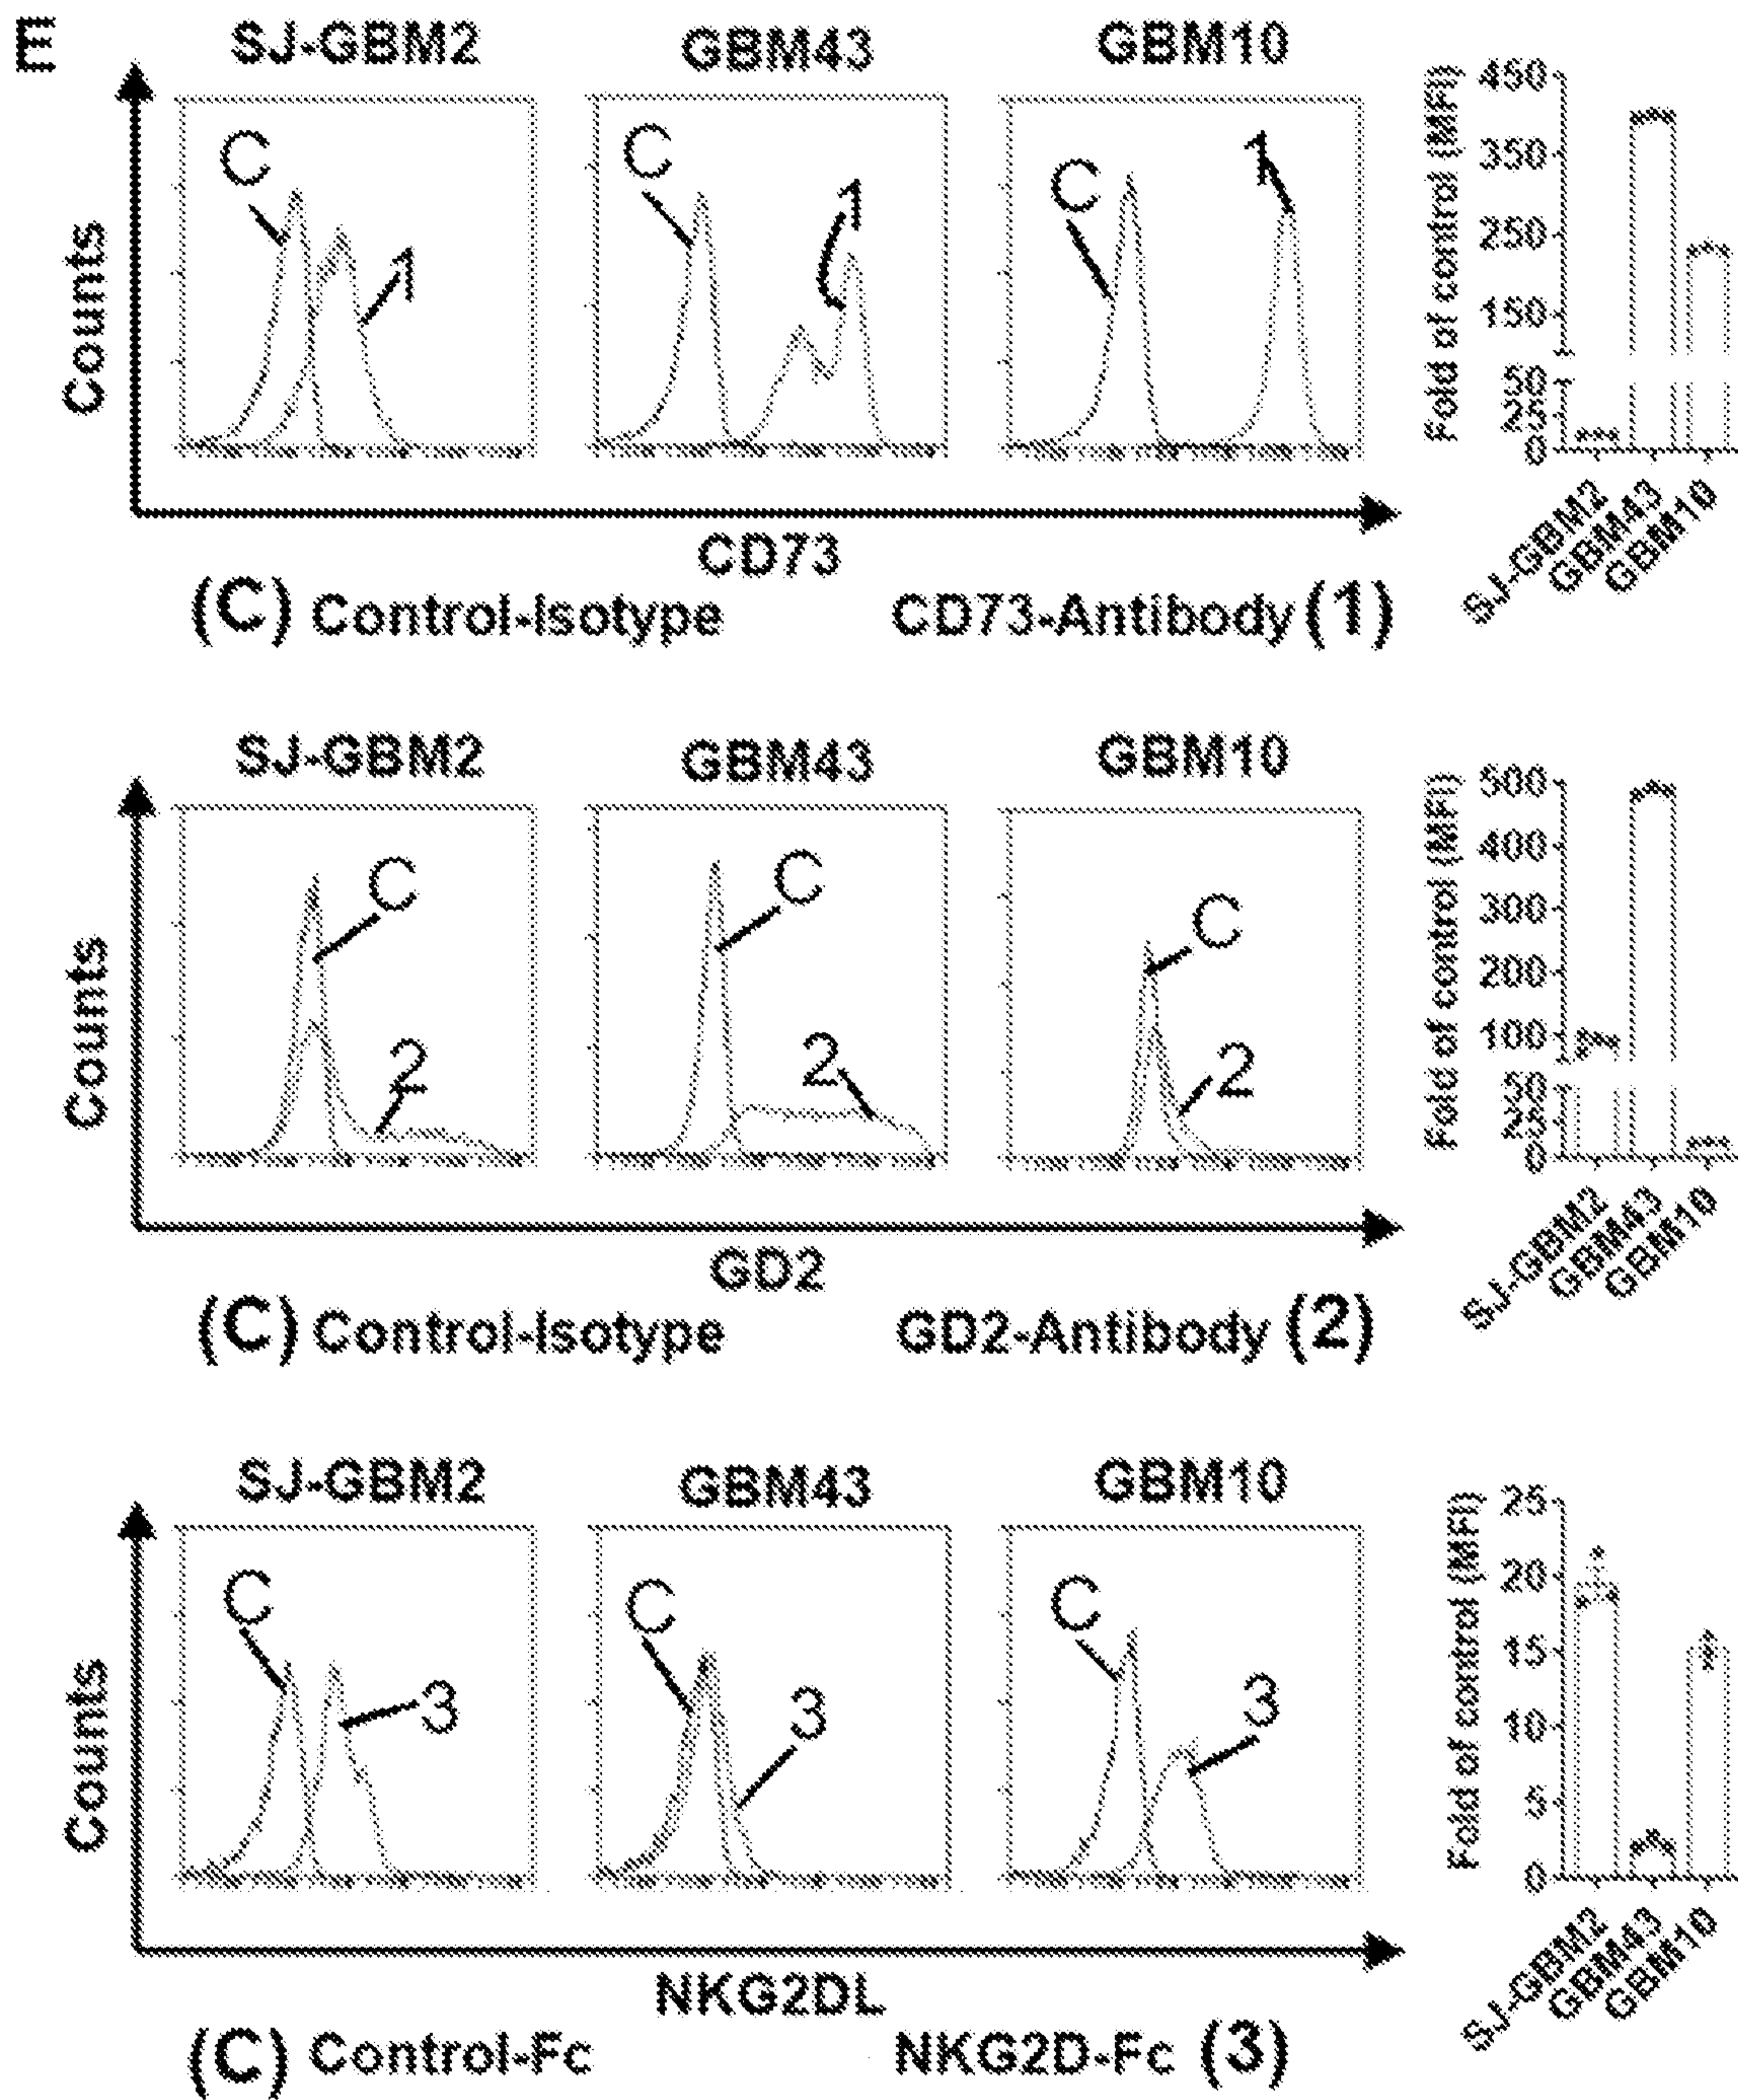 E
SJ-GBM2 GBM43 GBM10
C 1 C 1 C 1
Counts
CD73
(C) Control-Isotype CD73-Antibody (1)
Fold of control (MFI)
450
350
250
150
50
25
0
SJ-GBM2
GBM43
GBM10
SJ-GBM2 GBM43 GBM10
C 2 C 2 C 2
Counts
GD2
(C) Control-Isotype GD2-Antibody (2)
Fold of control (MFI)
500
400
300
200
100
50
25
0
SJ-GBM2
GBM43
GBM10
SJ-GBM2 GBM43 GBM10
C 3 C 3 C 3
Counts
NKG2DL
(C) Control-Fc NKG2D-Fc (3)
Fold of control (MFI)
25
20
15
10
5
0
SJ-GBM2
GBM43
GBM10